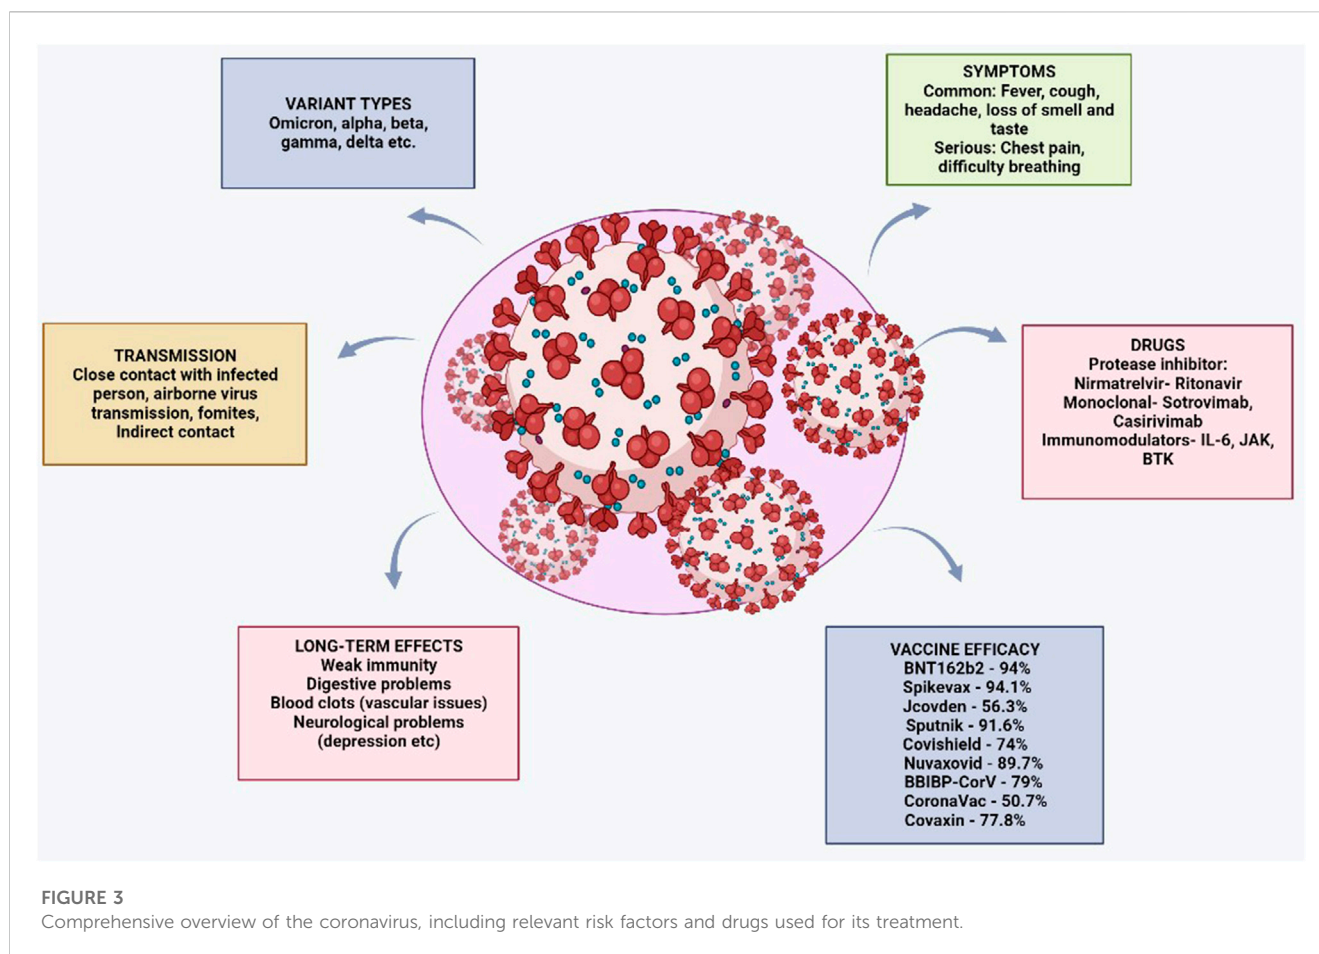 VARIANT TYPES
Omicron, alpha, beta,
gamma, delta etc.
SYMPTOMS
Common: Fever, cough,
headache, loss of smell and
taste
Serious: Chest pain,
difficulty breathing
TRANSMISSION
Close contact with infected
person, airborne virus
transmission, fomites,
Indirect contact
DRUGS
Protease inhibitor:
Nirmatrelvir- Ritonavir
Monoclonal- Sotrovimab,
Casirivimab
Immunomodulators- IL-6, JAK,
BTK
LONG-TERM EFFECTS
Weak immunity
Digestive problems
Blood clots (vascular issues)
Neurological problems
(depression etc)
VACCINE EFFICACY
BNT162b2 - 94%
Spikevax - 94.1%
Jcovden - 56.3%
Sputnik - 91.6%
Covishield - 74%
Nuvaxovid - 89.7%
BBIBP-CorV - 79%
CoronaVac - 50.7%
Covaxin - 77.8%
FIGURE 3
Comprehensive overview of the coronavirus, including relevant risk factors and drugs used for its treatment.